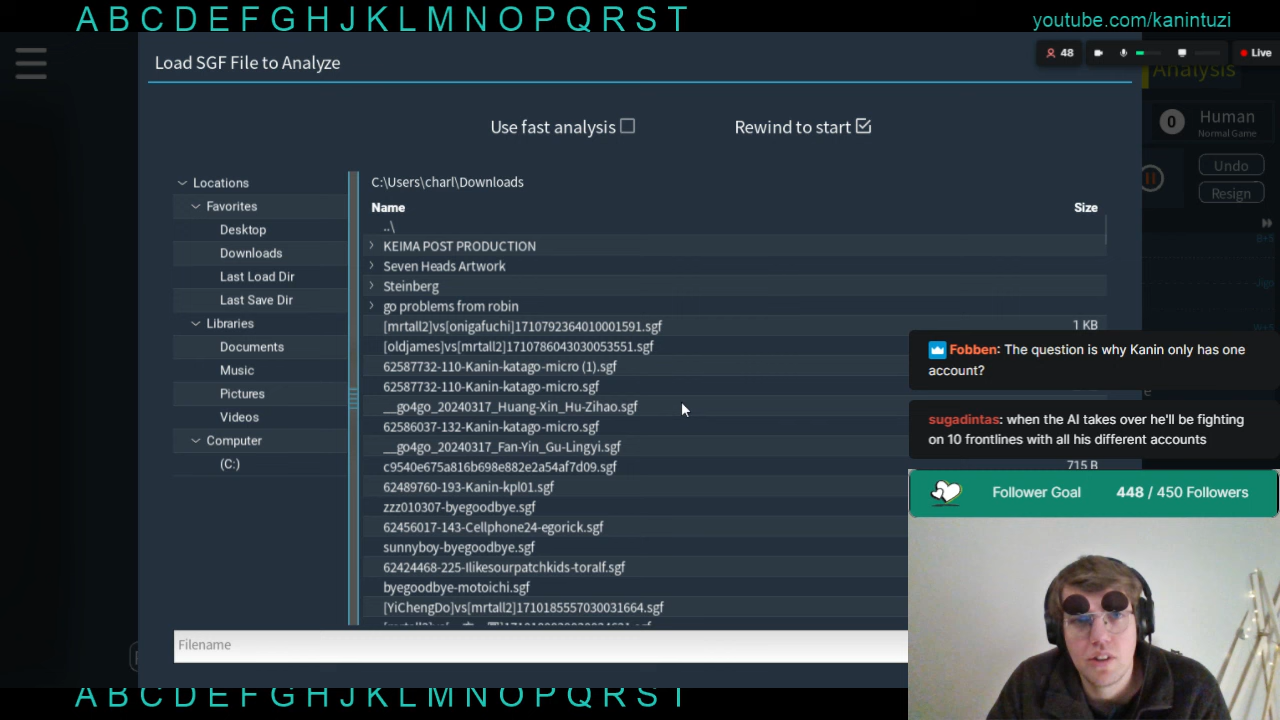 A B C D E F G H J K L M N O P Q R S T
youtube.com/kanintuzi
Load SGF File to Analyze
48
Live
Analysis
Use fast analysis
Rewind to start
0
Human
Normal Game
Undo
Resign
Locations
Favorites
Desktop
Downloads
Last Load Dir
Last Save Dir
Libraries
Documents
Music
Pictures
Videos
Computer
(C:)
C:\Users\charl\Downloads
Name
Size
..\
KEIMA POST PRODUCTION
Seven Heads Artwork
Steinberg
go problems from robin
[mrtall2]vs[onigafuchi]1710792364010001591.sgf
1 KB
[oldjames]vs[mrtall2]1710786043030053551.sgf
62587732-110-Kanin-katago-micro (1).sgf
62587732-110-Kanin-katago-micro.sgf
__go4go_20240317_Huang-Xin_Hu-Zihao.sgf
62586037-132-Kanin-katago-micro.sgf
__go4go_20240317_Fan-Yin_Gu-Lingyi.sgf
c9540e675a816b698e882e2a54af7d09.sgf
715 B
62489760-193-Kanin-kpl01.sgf
zzz010307-byegoodbye.sgf
62456017-143-Cellphone24-egorick.sgf
sunnyboy-byegoodbye.sgf
62424468-225-Ilikesourpatchkids-toralf.sgf
byegoodbye-motoichi.sgf
[YiChengDo]vs[mrtall2]1710185557030031664.sgf
Filename
Fobben: The question is why Kanin only has one
account?
sugadintas: when the AI takes over he'll be fighting
on 10 frontlines with all his different accounts
Follower Goal
448 / 450 Followers
A B C D E F G H J K L M N O P Q R S T